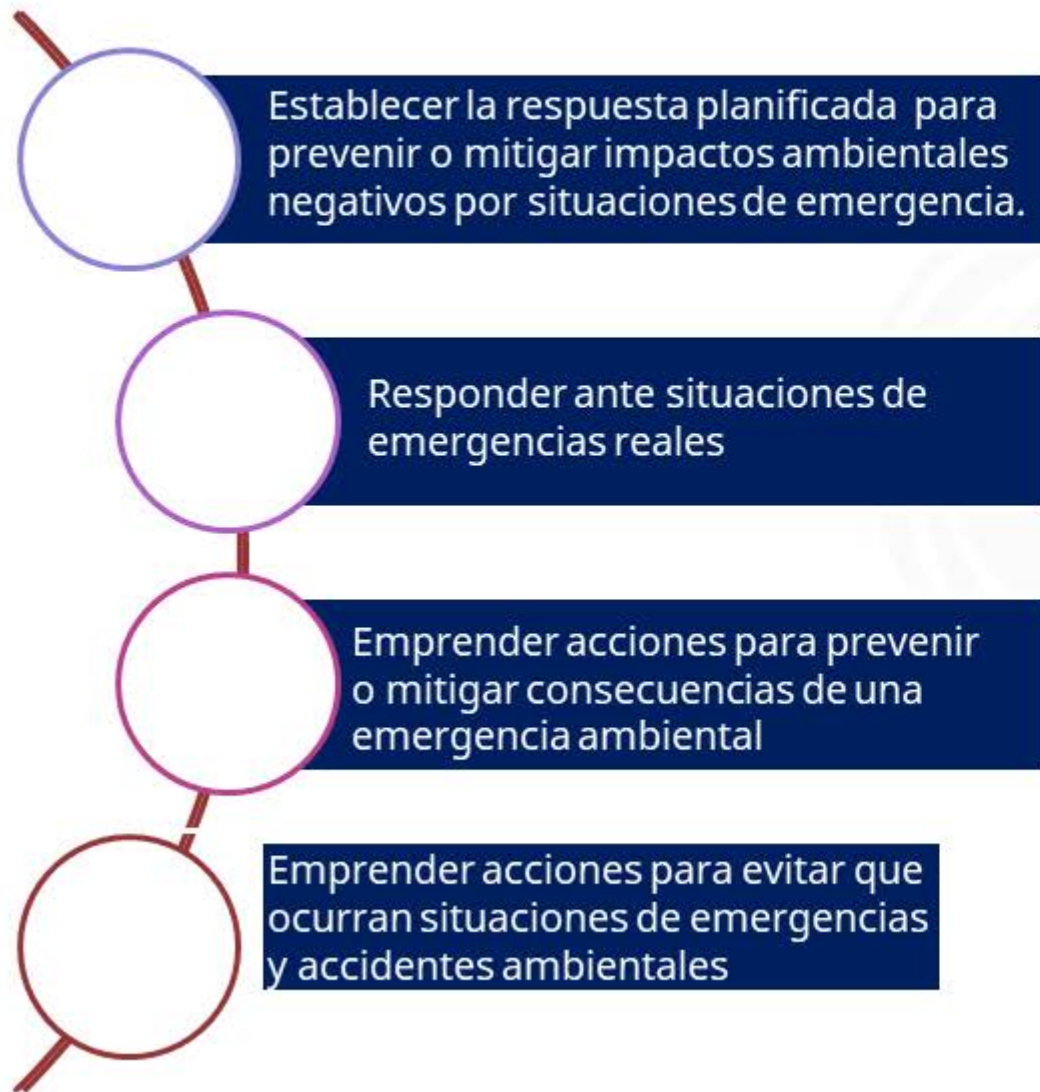 Establecer la respuesta planificada para
prevenir o mitigar impactos ambientales
negativos por situaciones de emergencia.
Responder ante situaciones de
emergencias reales
Emprender acciones para prevenir
o mitigar consecuencias de una
emergencia ambiental
Emprender acciones para evitar que
ocurran situaciones de emergencias
y accidentes ambientales